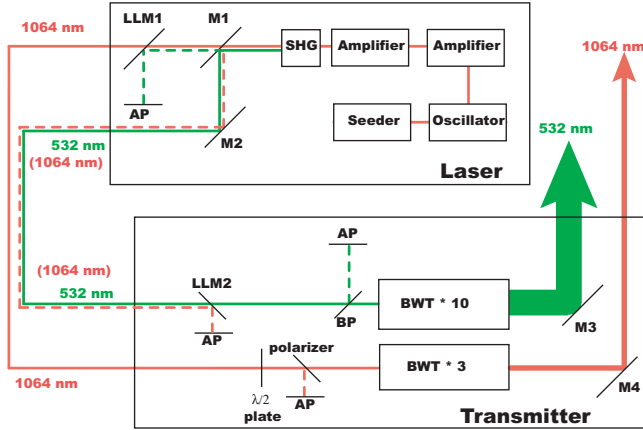 1064 nm
LLM1
M1
1064 nm
SHG
Amplifier
Amplifier
AP
Seeder
Oscillator
532 nm
M2
532 nm
(1064 nm)
Laser
AP
(1064 nm)
LLM2
532 nm
BWT * 10
BP
M3
AP
polarizer
BWT * 3
1064 nm
λ/2
plate
AP
M4
Transmitter